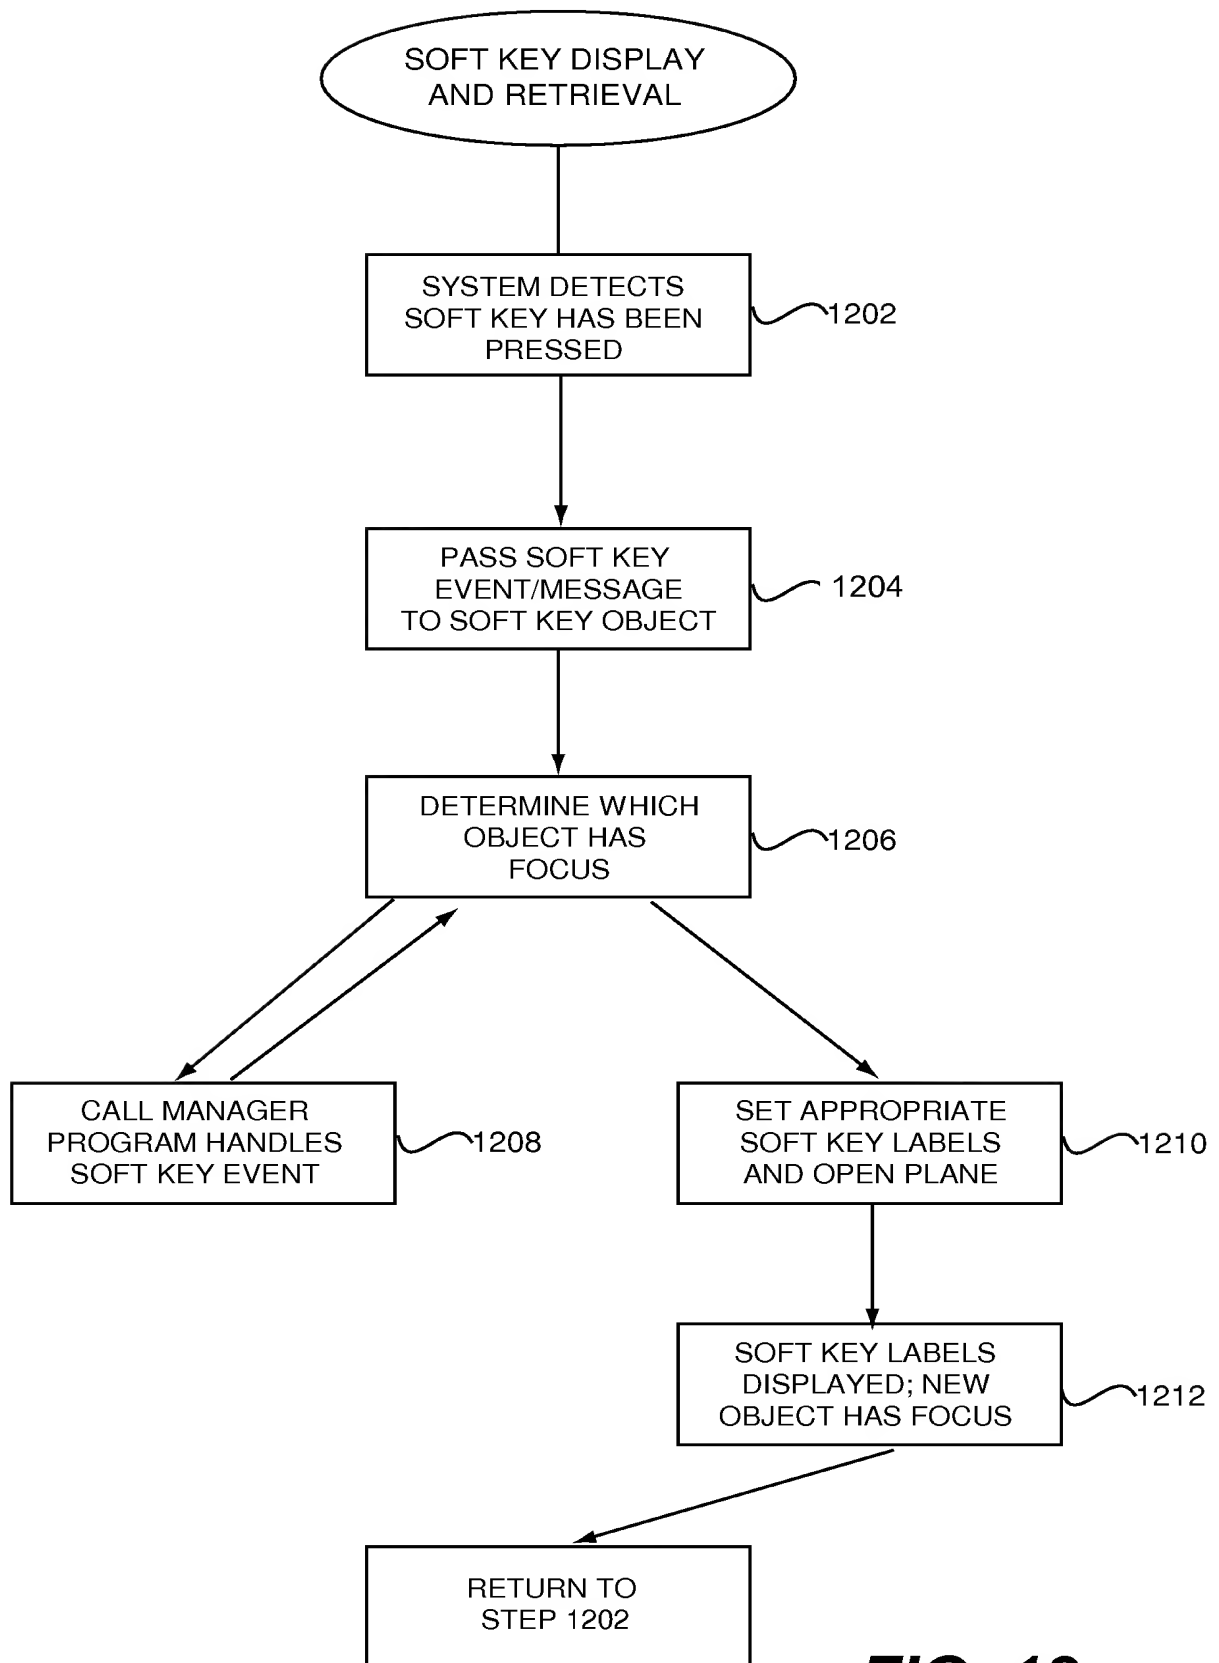 SOFT KEY DISPLAY
AND RETRIEVAL
SYSTEM DETECTS
SOFT KEY HAS BEEN
PRESSED
1202
PASS SOFT KEY
EVENT/MESSAGE
TO SOFT KEY OBJECT
1204
DETERMINE WHICH
OBJECT HAS
FOCUS
1206
CALL MANAGER
PROGRAM HANDLES
SOFT KEY EVENT
1208
SET APPROPRIATE
SOFT KEY LABELS
AND OPEN PLANE
1210
SOFT KEY LABELS
DISPLAYED; NEW
OBJECT HAS FOCUS
1212
RETURN TO
STEP 1202